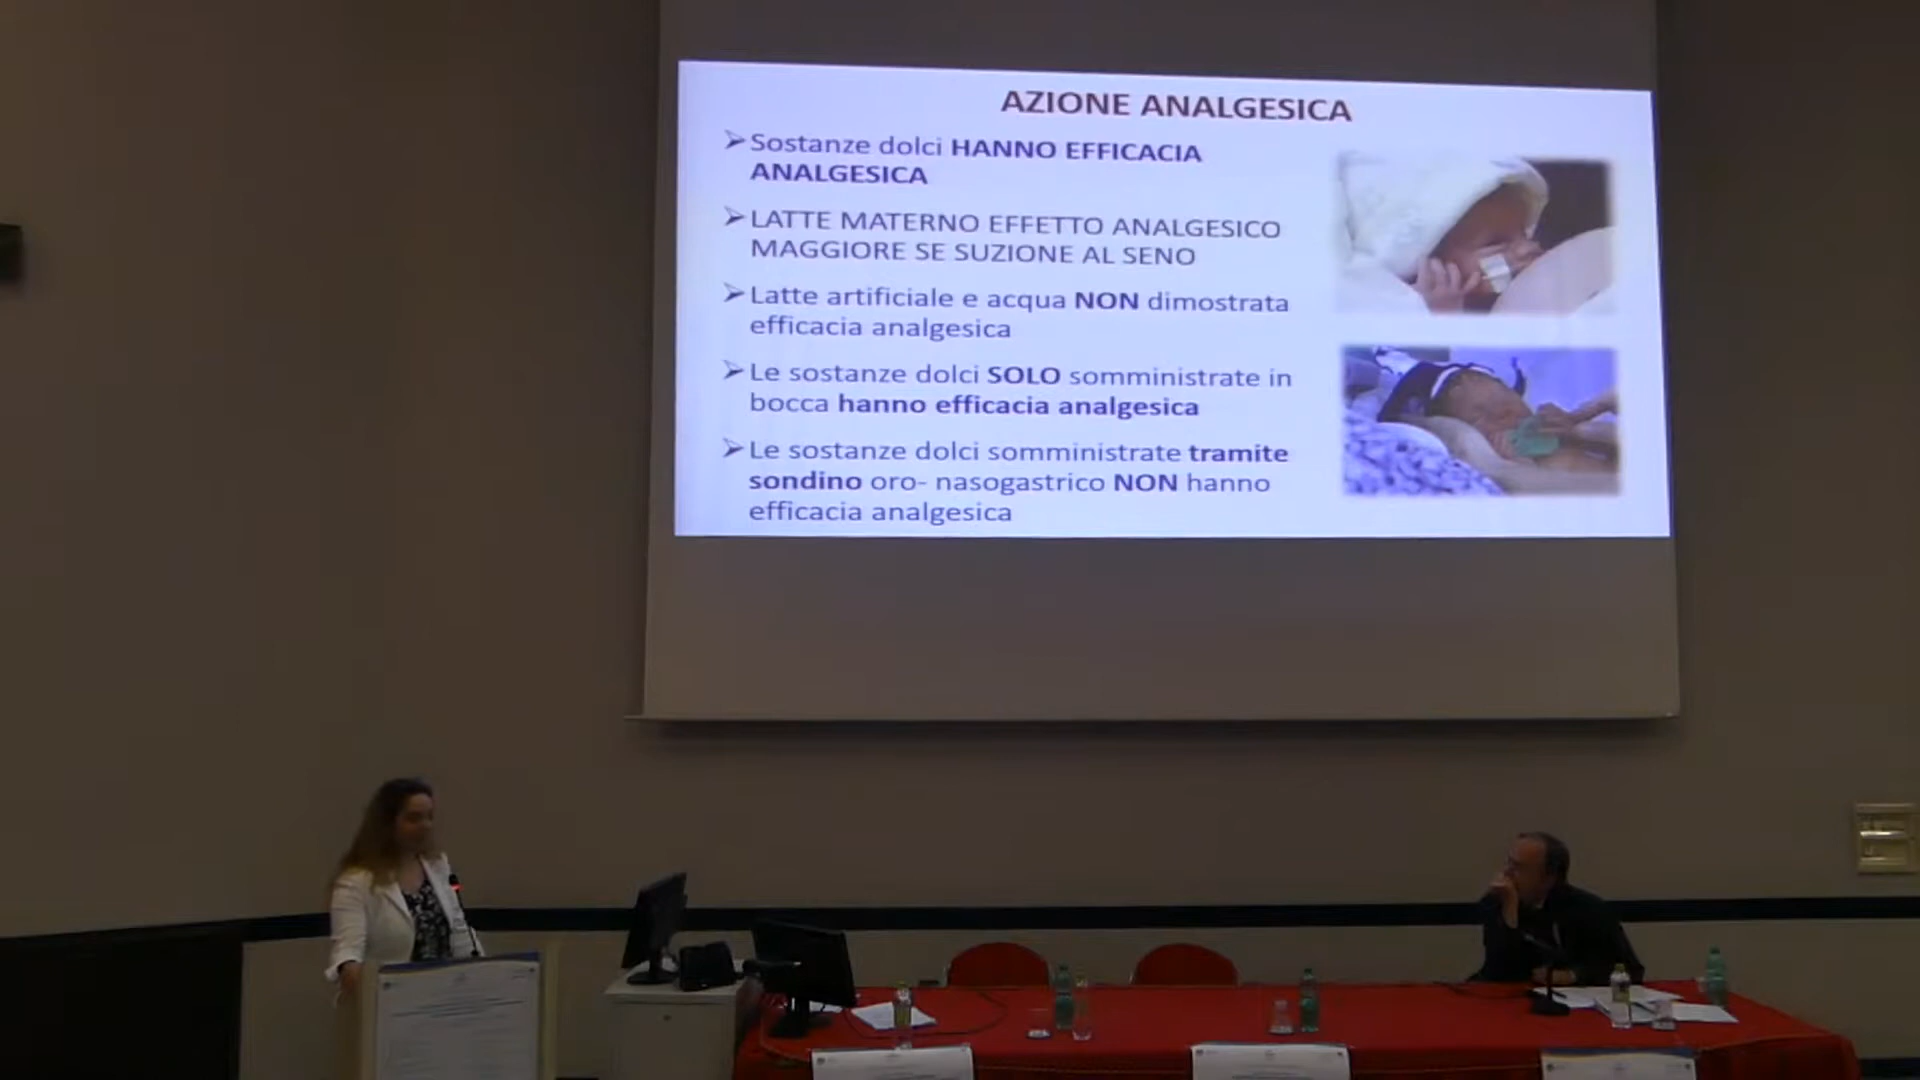 AZIONE ANALGESICA
➢Sostanze dolci HANNO EFFICACIA
ANALGESICA
➢LATTE MATERNO EFFETTO ANALGESICO
MAGGIORE SE SUZIONE AL SENO
➢Latte artificiale e acqua NON dimostrata
efficacia analgesica
➢Le sostanze dolci SOLO somministrate in
bocca hanno efficacia analgesica
➢Le sostanze dolci somministrate tramite
sondino oro- nasogastrico NON hanno
efficacia analgesica